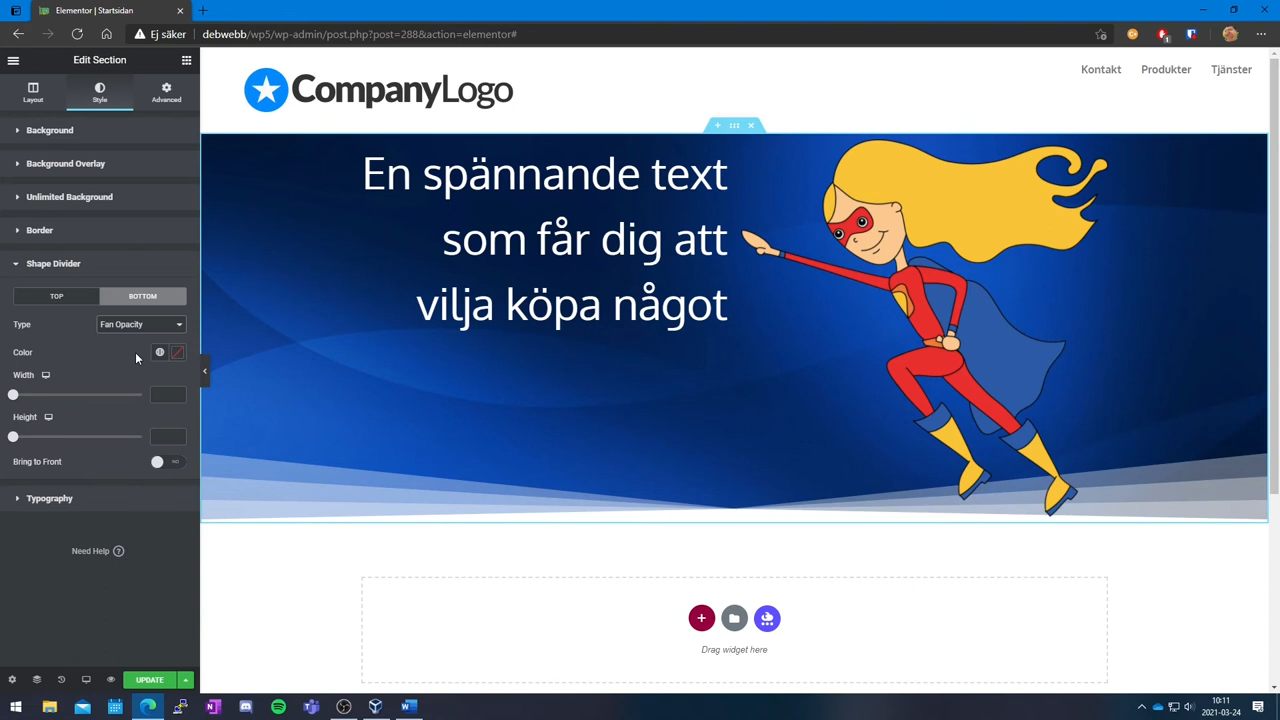 Elementor | Startsidan
Ej säker
debwebb/wp5/wp-admin/post.php?post=288&action=elementor#
1
Edit Section
Layout
Style
Advanced
Background
Background Overlay
Unlimited Background
Border
Shape Divider
TOP
BOTTOM
Type
Fan Opacity
Color
Width
Height
Bring to Front
NO
Typography
Need Help
UPDATE
CompanyLogo
Kontakt
Produkter
Tjänster
En spännande text
som får dig att
vilja köpa något
Drag widget here
10:11
2021-03-24